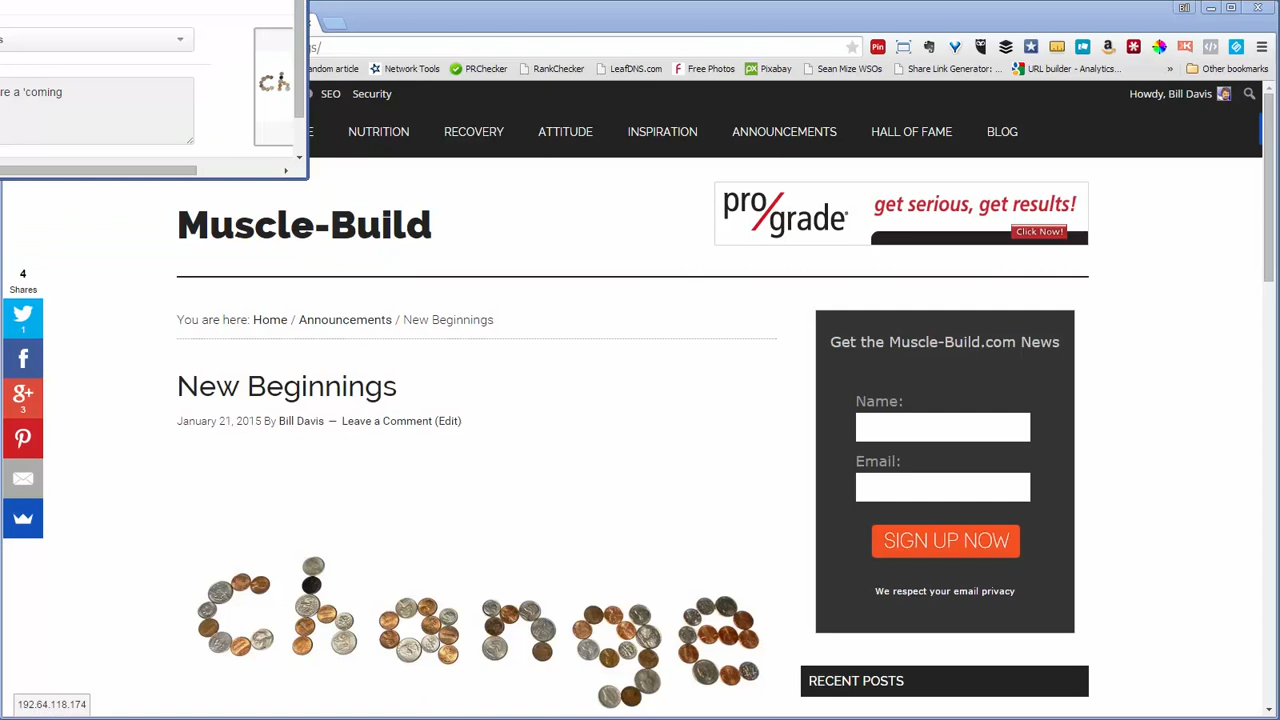 Bill
s
re a 'coming
ns/
andom article
Network Tools
PRChecker
RankChecker
LeafDNS.com
Free Photos
Pixabay
Sean Mize WSOs
Share Link Generator:...
URL builder - Analytics...
»
Other bookmarks
SEO
Security
Howdy, Bill Davis
E
NUTRITION
RECOVERY
ATTITUDE
INSPIRATION
ANNOUNCEMENTS
HALL OF FAME
BLOG
Muscle-Build
pro/grade
get serious, get results!
Click Now!
4
Shares
1
3
You are here: Home / Announcements / New Beginnings
New Beginnings
January 21, 2015 By Bill Davis — Leave a Comment (Edit)
change
Get the Muscle-Build.com News
Name:
Email:
SIGN UP NOW
We respect your email privacy
RECENT POSTS
192.64.118.174